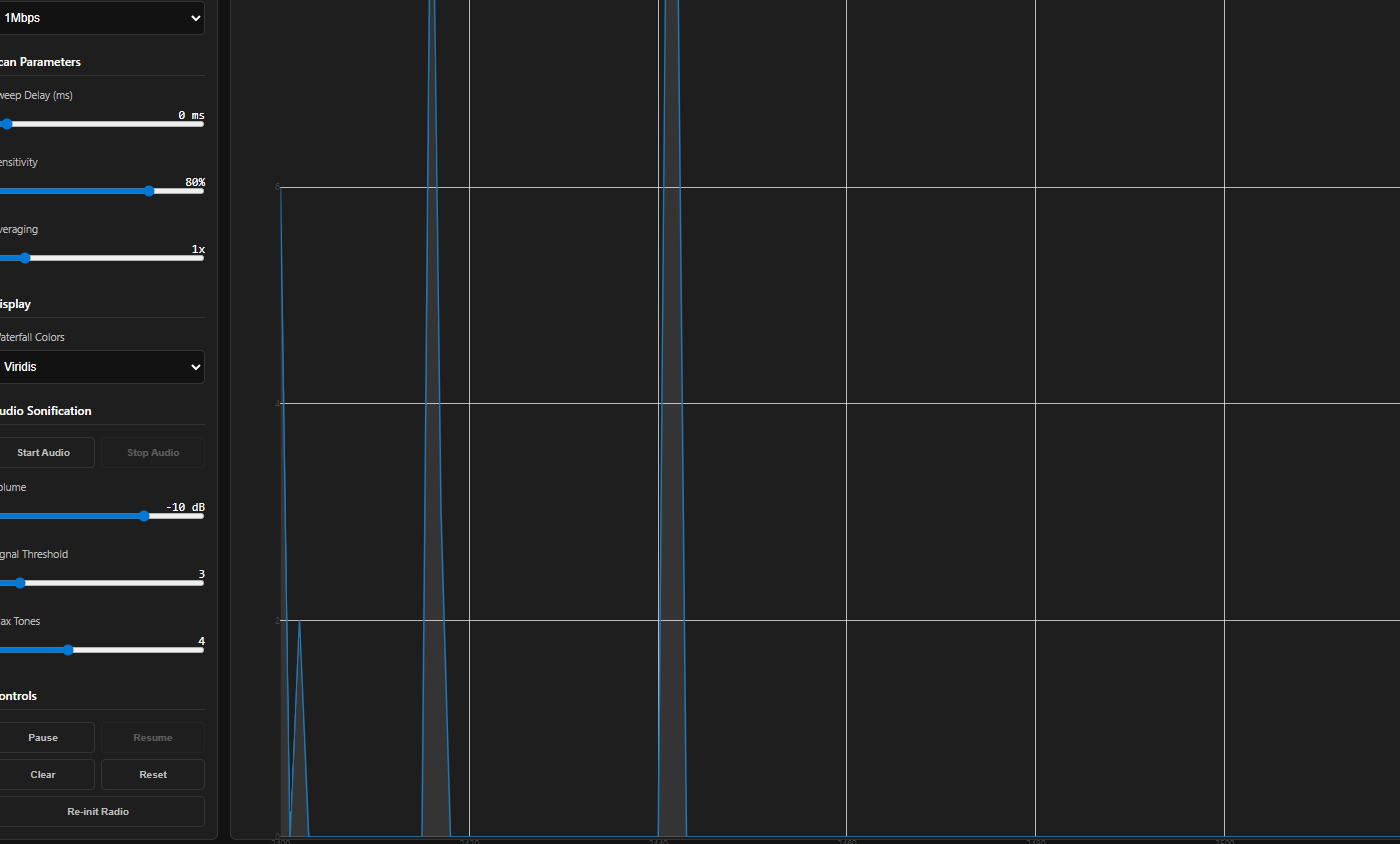 1Mbps
can Parameters
weep Delay (ms)
0 ms
ensitivity
80%
veraging
1x
isplay
Waterfall Colors
Viridis
udio Sonification
Start Audio
Stop Audio
olume
-10 dB
gnal Threshold
3
ax Tones
4
ontrols
Pause
Resume
Clear
Reset
Re-init Radio
6
4
2
0
2400
2420
2440
2460
2480
2500